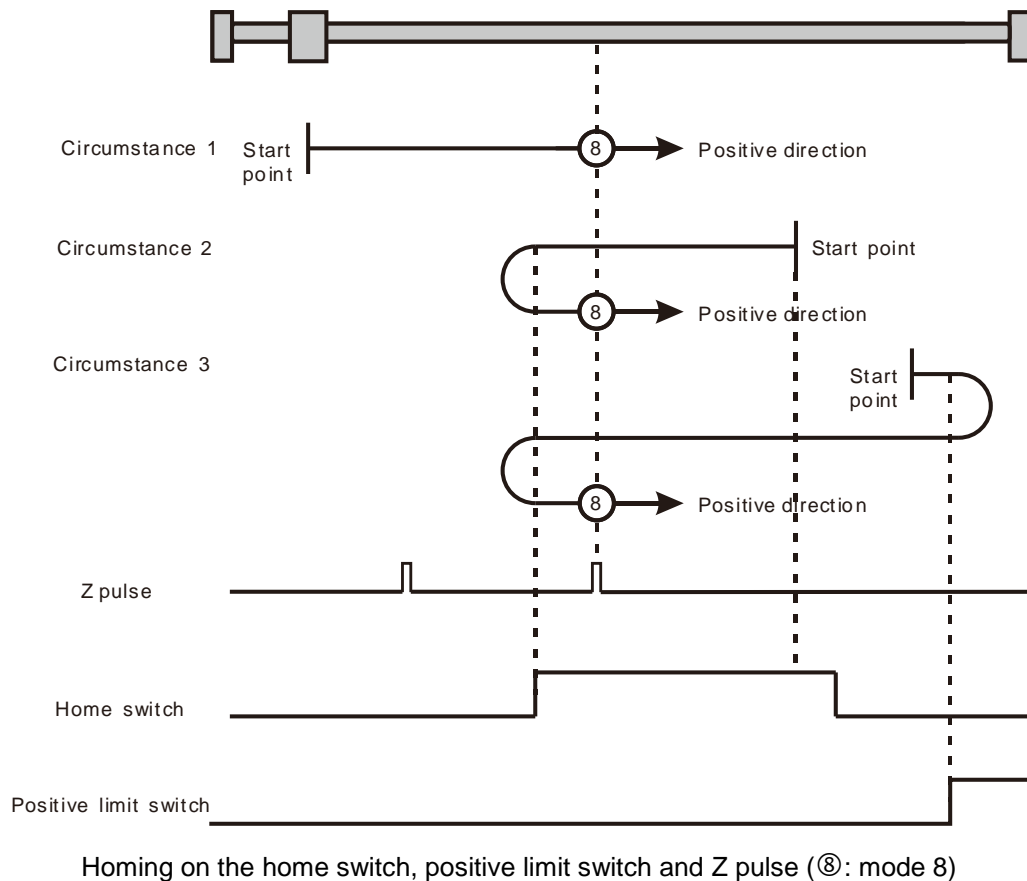 Circumstance 1
Start
point
8
Positive direction
Circumstance 2
Start point
8
Positive direction
Circumstance 3
Start
point
8
Positive direction
Z pulse
Home switch
Positive limit switch
Homing on the home switch, positive limit switch and Z pulse (⑧: mode 8)